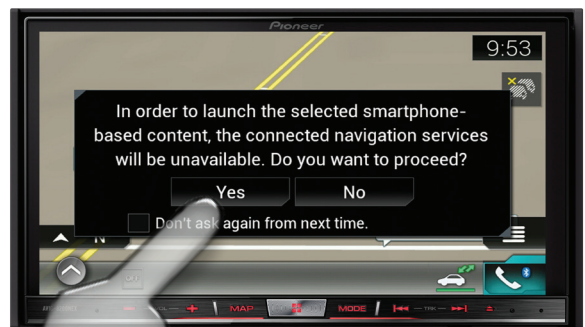 Pioneer
9:53
In order to launch the selected smartphone-
based content, the connected navigation services
will be unavailable. Do you want to proceed?
Yes
No
Don't ask again from next time.
N
MAP
MODE
TRK